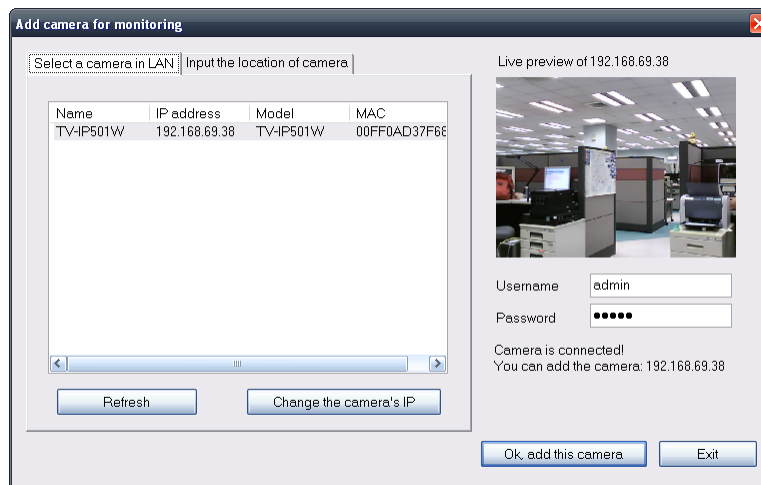 Add camera for monitoring
Select a camera in LAN Input the location of camera
Live preview of 192.168.69.38
Name IP address Model MAC
TV-IP501W 192.168.69.38 TV-IP501W 00FF0AD37F68
Username admin
Password ●●●●●
Camera is connected!
You can add the camera: 192.168.69.38
Refresh Change the camera's IP
Ok, add this camera Exit